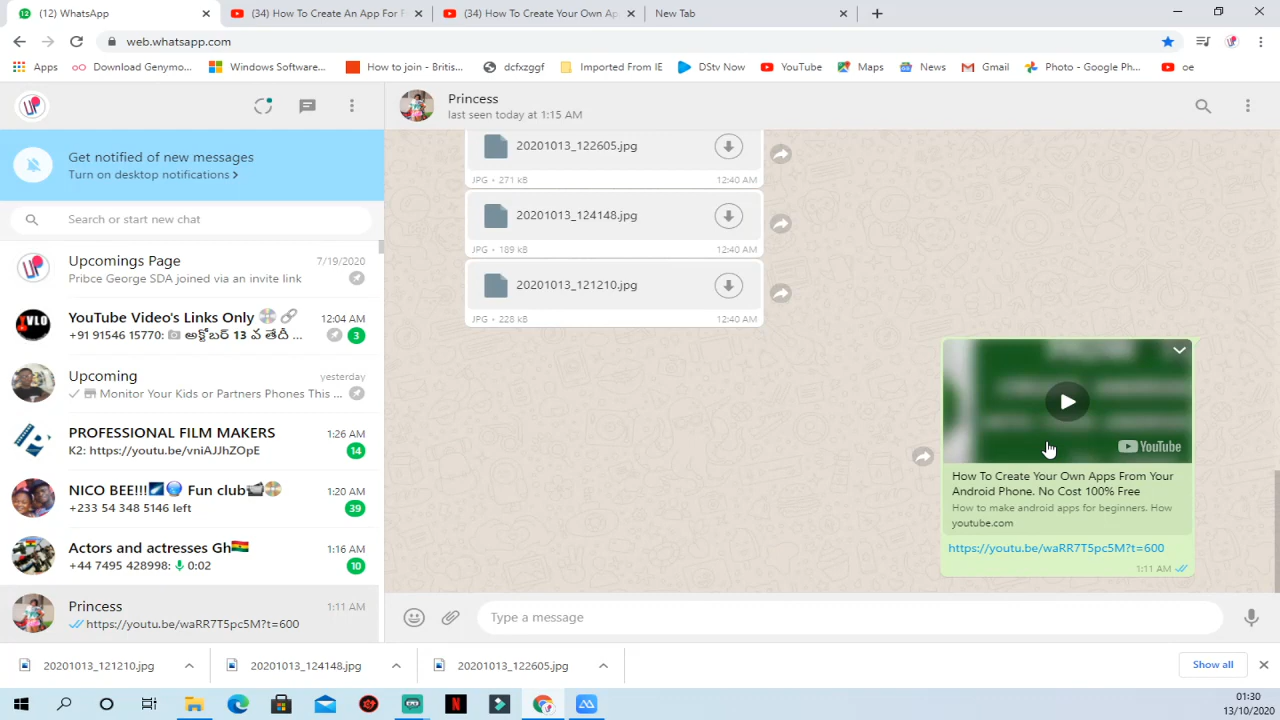 (12) WhatsApp
(34) How To Create An App For F
(34) How To Create Your Own Ap
New Tab
web.whatsapp.com
Apps
Download Genymo...
Windows Software...
How to join - Britis...
dcfxzggf
Imported From IE
DStv Now
YouTube
Maps
News
Gmail
Photo - Google Ph...
oe
Princess
last seen today at 1:15 AM
Get notified of new messages
Turn on desktop notifications >
Search or start new chat
Upcomings Page
7/19/2020
Pribce George SDA joined via an invite link
YouTube Video's Links Only
12:04 AM
+91 91546 15770: అక్టోబర్ 13 వ తేదీ ...
3
Upcoming
yesterday
Monitor Your Kids or Partners Phones This ...
PROFESSIONAL FILM MAKERS
1:26 AM
K2: https://youtu.be/vniAJJhZOpE
14
NICO BEE!!! Fun club
1:20 AM
+233 54 348 5146 left
39
Actors and actresses Gh
1:16 AM
+44 7495 428998: 0:02
10
Princess
1:11 AM
https://youtu.be/waRR7T5pc5M?t=600
20201013_122605.jpg
JPG • 271 kB
12:40 AM
20201013_124148.jpg
JPG • 189 kB
12:40 AM
20201013_121210.jpg
JPG • 228 kB
12:40 AM
YouTube
How To Create Your Own Apps From Your
Android Phone. No Cost 100% Free
How to make android apps for beginners. How
youtube.com
https://youtu.be/waRR7T5pc5M?t=600
1:11 AM
Type a message
20201013_121210.jpg
20201013_124148.jpg
20201013_122605.jpg
Show all
01:30
13/10/2020